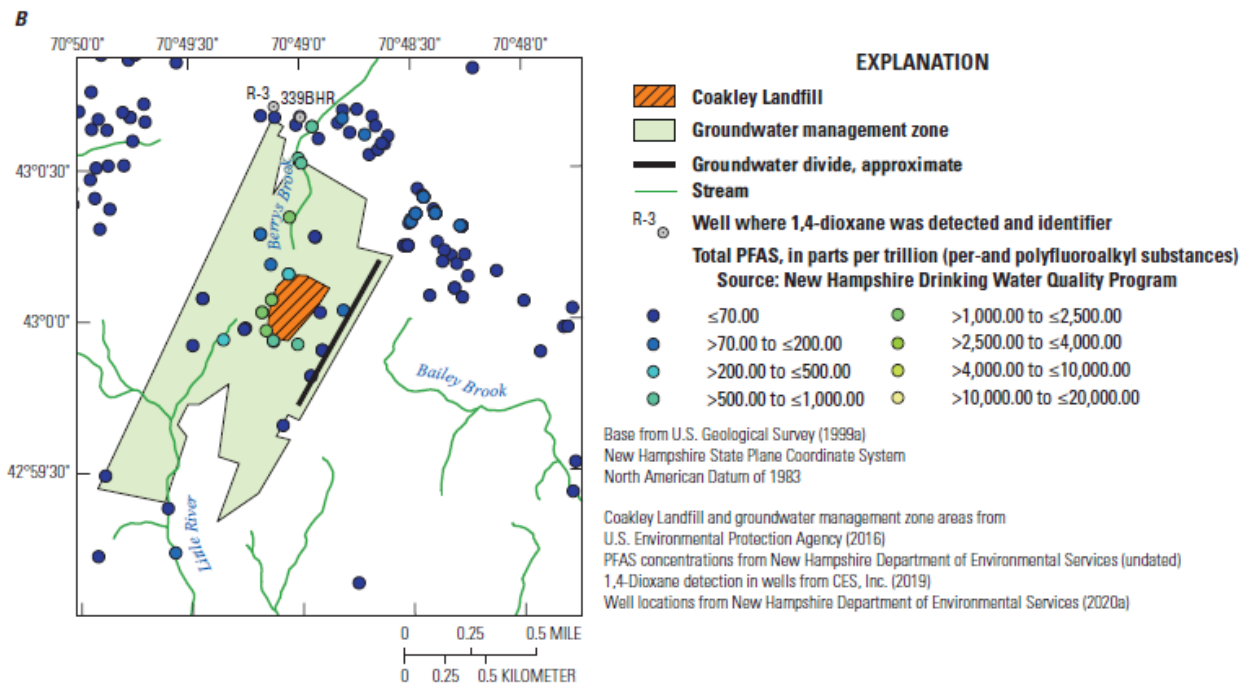 B
70°50'0"
70°49'30"
70°49'0"
70°48'30"
70°48'0"
R-3
339BHR
43°0'30"
Berrys Brook
43°0'0"
Bailey Brook
42°59'30"
Little River
0 0.25 0.5 MILE
0 0.25 0.5 KILOMETER
EXPLANATION
Coakley Landfill
Groundwater management zone
Groundwater divide, approximate
Stream
R-3 Well where 1,4-dioxane was detected and identifier
Total PFAS, in parts per trillion (per-and polyfluoroalkyl substances)
Source: New Hampshire Drinking Water Quality Program
≤70.00
>70.00 to ≤200.00
>200.00 to ≤500.00
>500.00 to ≤1,000.00
>1,000.00 to ≤2,500.00
>2,500.00 to ≤4,000.00
>4,000.00 to ≤10,000.00
>10,000.00 to ≤20,000.00
Base from U.S. Geological Survey (1999a)
New Hampshire State Plane Coordinate System
North American Datum of 1983
Coakley Landfill and groundwater management zone areas from
U.S. Environmental Protection Agency (2016)
PFAS concentrations from New Hampshire Department of Environmental Services (undated)
1,4-Dioxane detection in wells from CES, Inc. (2019)
Well locations from New Hampshire Department of Environmental Services (2020a)